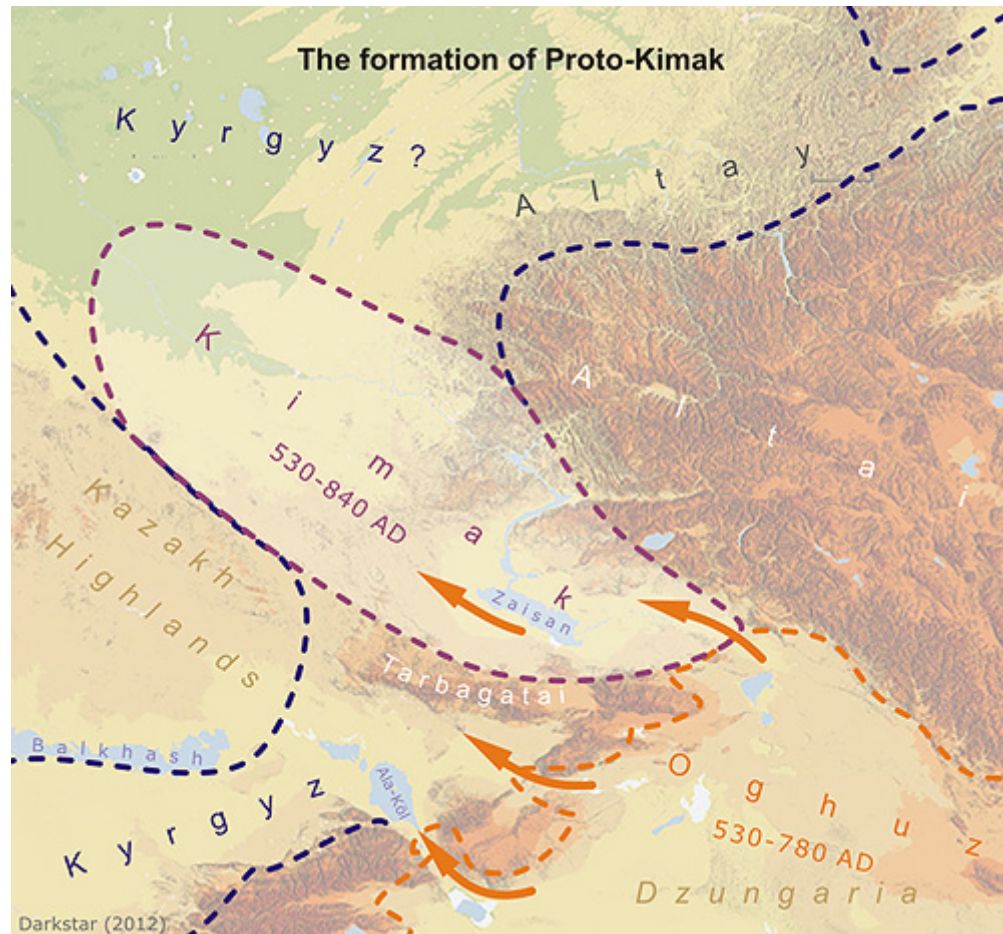 The formation of Proto-Kimak
Kyrgyz?
Altay
Kimak
530-840 AD
Altai
Kazakh
Highlands
Zaisan
Tarbagatai
Balkhash
Ala-Köl
Kyrgyz
Oghuz
530-780 AD
Dzungaria
Darkstar (2012)